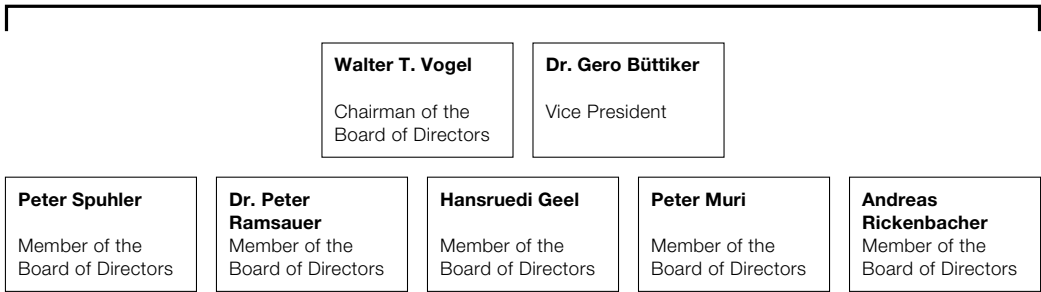 Walter T. Vogel
Chairman of the
Board of Directors
Dr. Gero Büttiker
Vice President
Peter Spuhler
Member of the
Board of Directors
Dr. Peter
Ramsauer
Member of the
Board of Directors
Hansruedi Geel
Member of the
Board of Directors
Peter Muri
Member of the
Board of Directors
Andreas
Rickenbacher
Member of the
Board of Directors